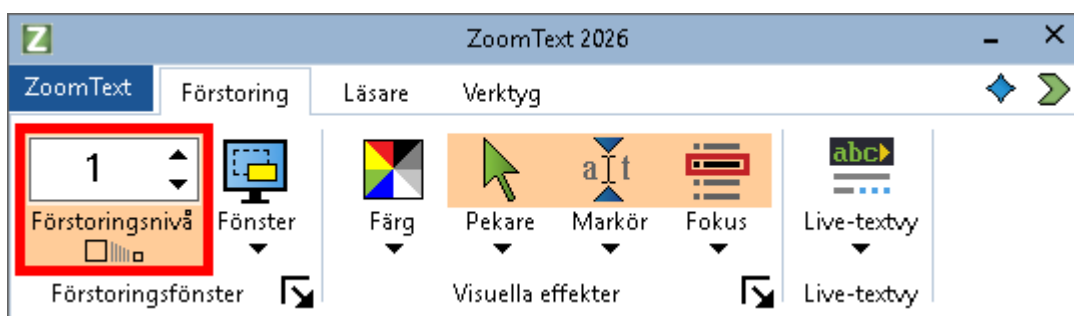 Z
ZoomText 2026
ZoomText Förstoring Läsare Verktyg
1
abc
a t
Förstoringsnivå Fönster Färg Pekare Markör Fokus Live-textvy
Förstoringsfönster Visuella effekter Live-textvy